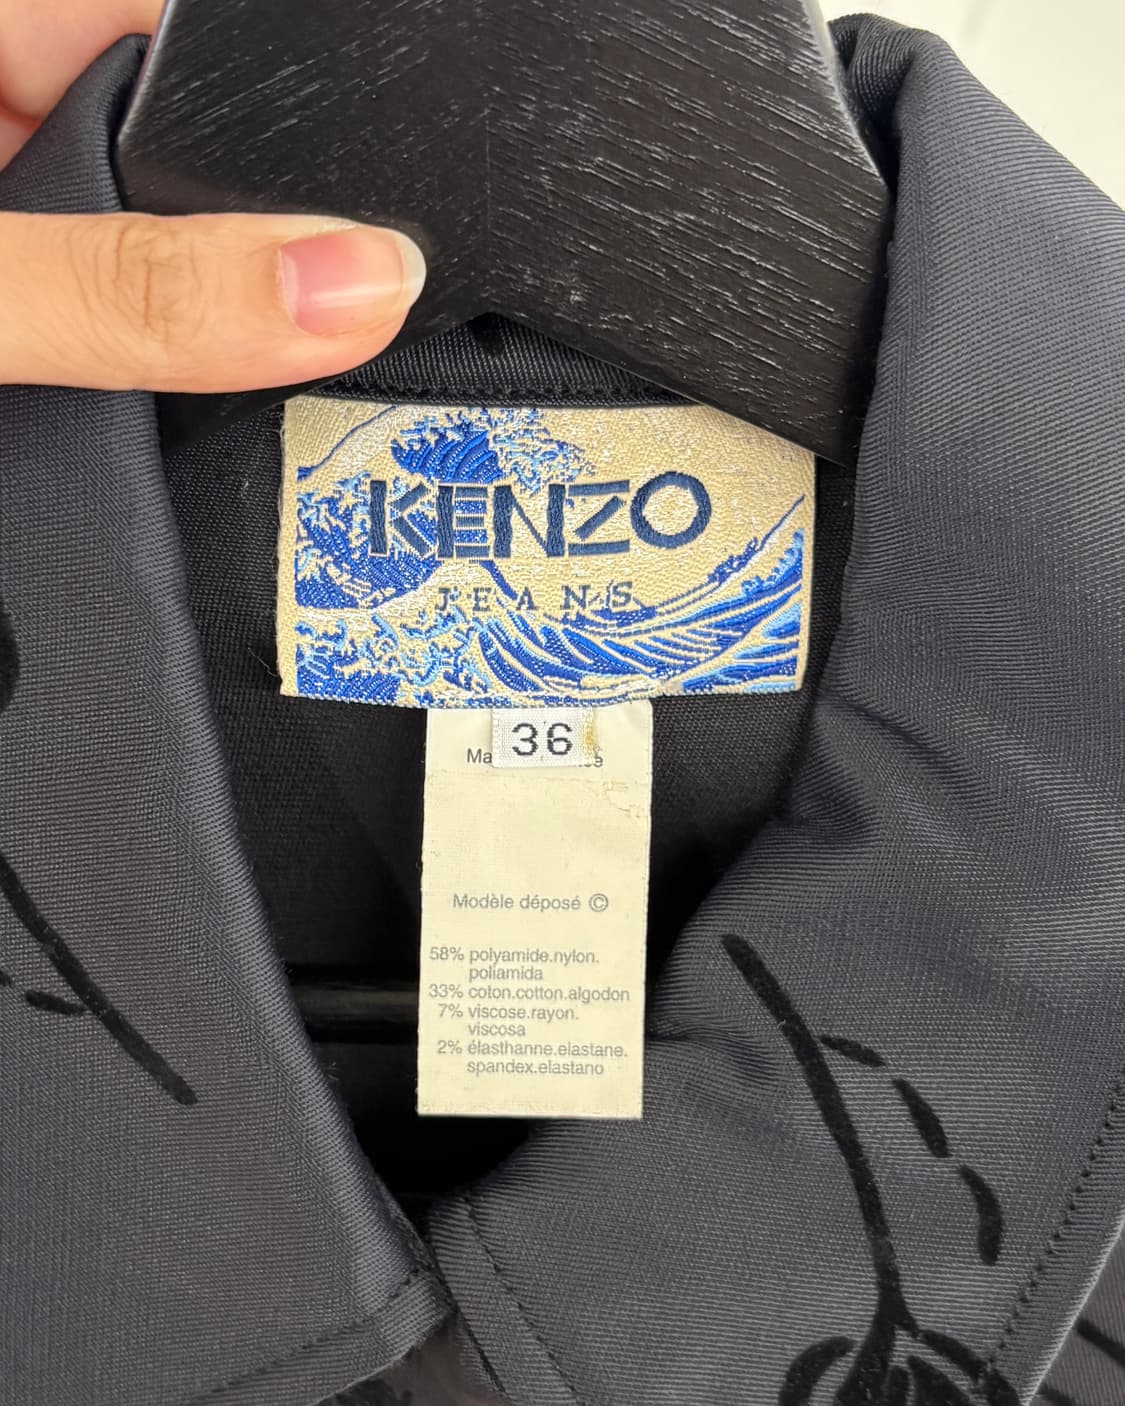 KENZO
JEANS
36
Modèle déposé ©
58% polyamide.nylon.
poliamida
33% coton.cotton.algodon
7% viscose.rayon.
viscosa
2% élasthanne.elastane.
spandex.elastano